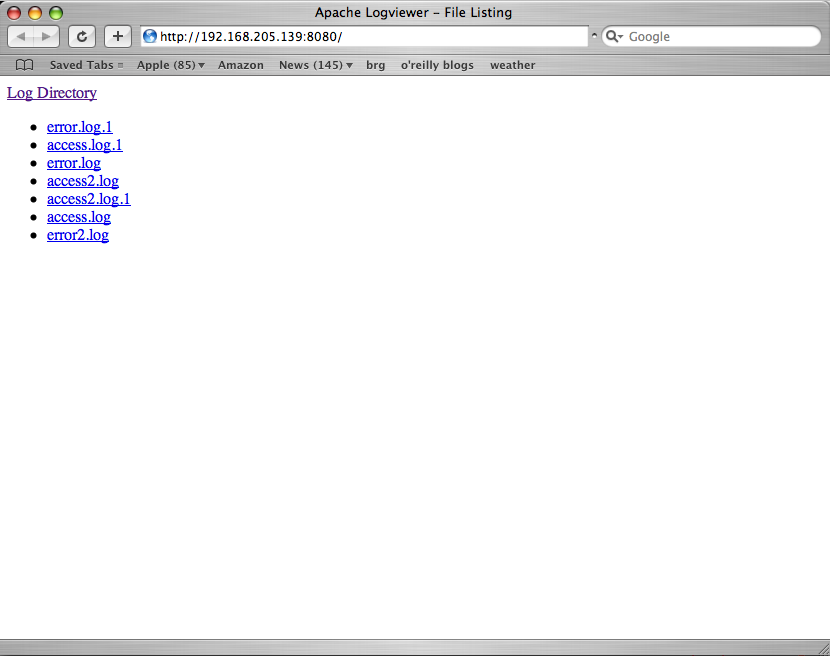 Apache Logviewer – File Listing
http://192.168.205.139:8080/
Google
Saved Tabs Apple (85) Amazon News (145) brg o'reilly blogs weather
Log Directory
error.log.1
access.log.1
error.log
access2.log
access2.log.1
access.log
error2.log